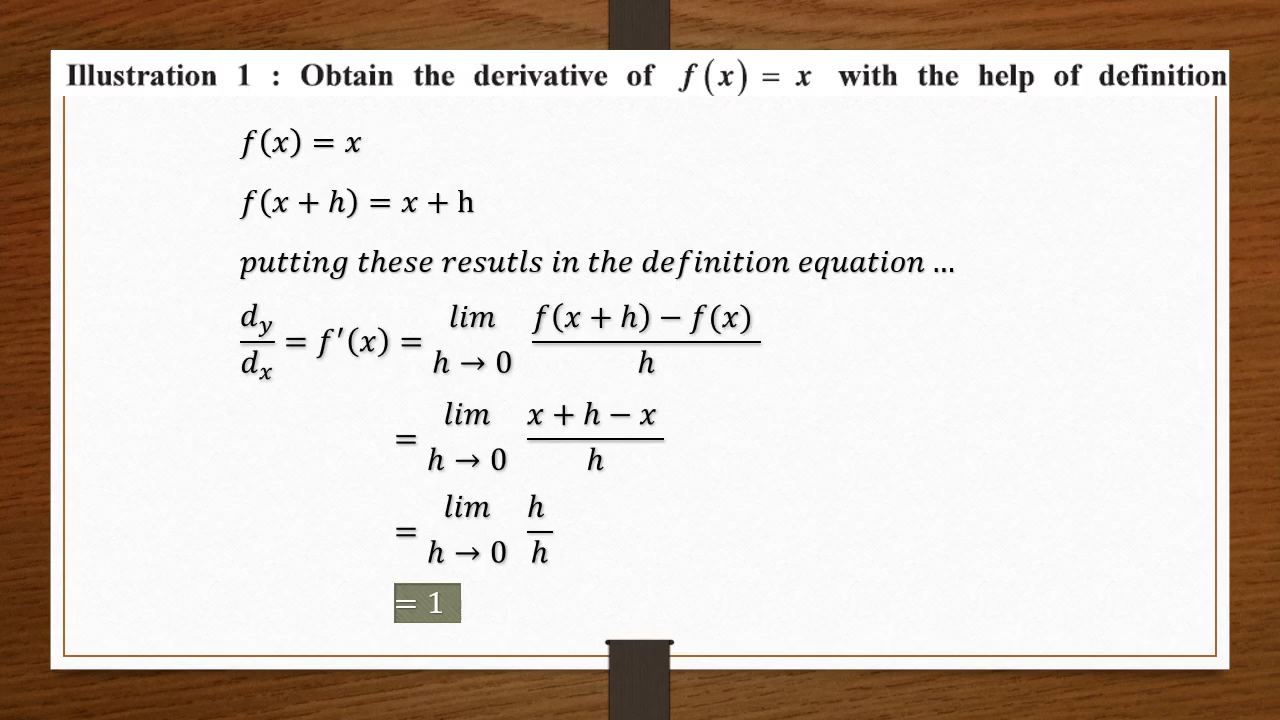 Illustration 1 : Obtain the derivative of f(x) = x with the help of definition
f(x) = x
f(x + h) = x + h
putting these resutls in the definition equation ...
d_y/d_x = f′(x) = lim h → 0 f(x + h) − f(x) / h
= lim h → 0 x + h − x / h
= lim h → 0 h / h
= 1